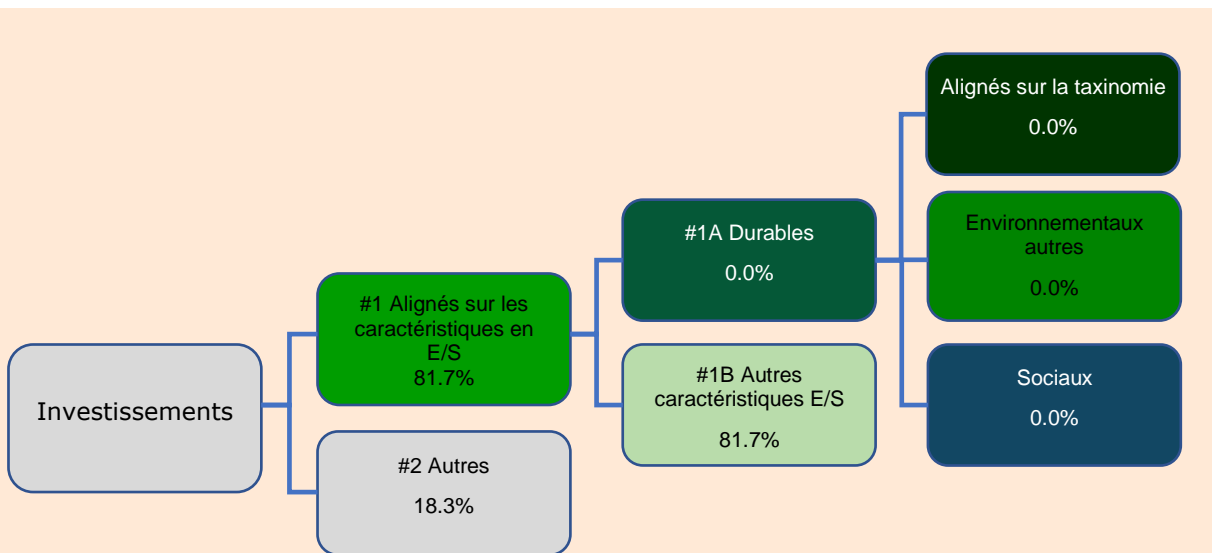 Investissements
#1 Alignés sur les
caractéristiques en
E/S
81.7%
#2 Autres
18.3%
#1A Durables
0.0%
#1B Autres
caractéristiques E/S
81.7%
Alignés sur la taxinomie
0.0%
Environnementaux
autres
0.0%
Sociaux
0.0%